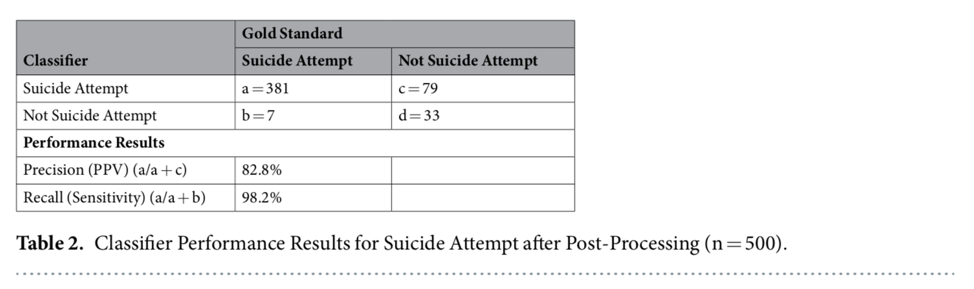 Gold Standard
Classifier Suicide Attempt Not Suicide Attempt
Suicide Attempt a=381 c=79
Not Suicide Attempt b=7 d=33
Performance Results
Precision (PPV) (a/a+c) 82.8%
Recall (Sensitivity) (a/a+b) 98.2%
Table 2. Classifier Performance Results for Suicide Attempt after Post-Processing (n=500).